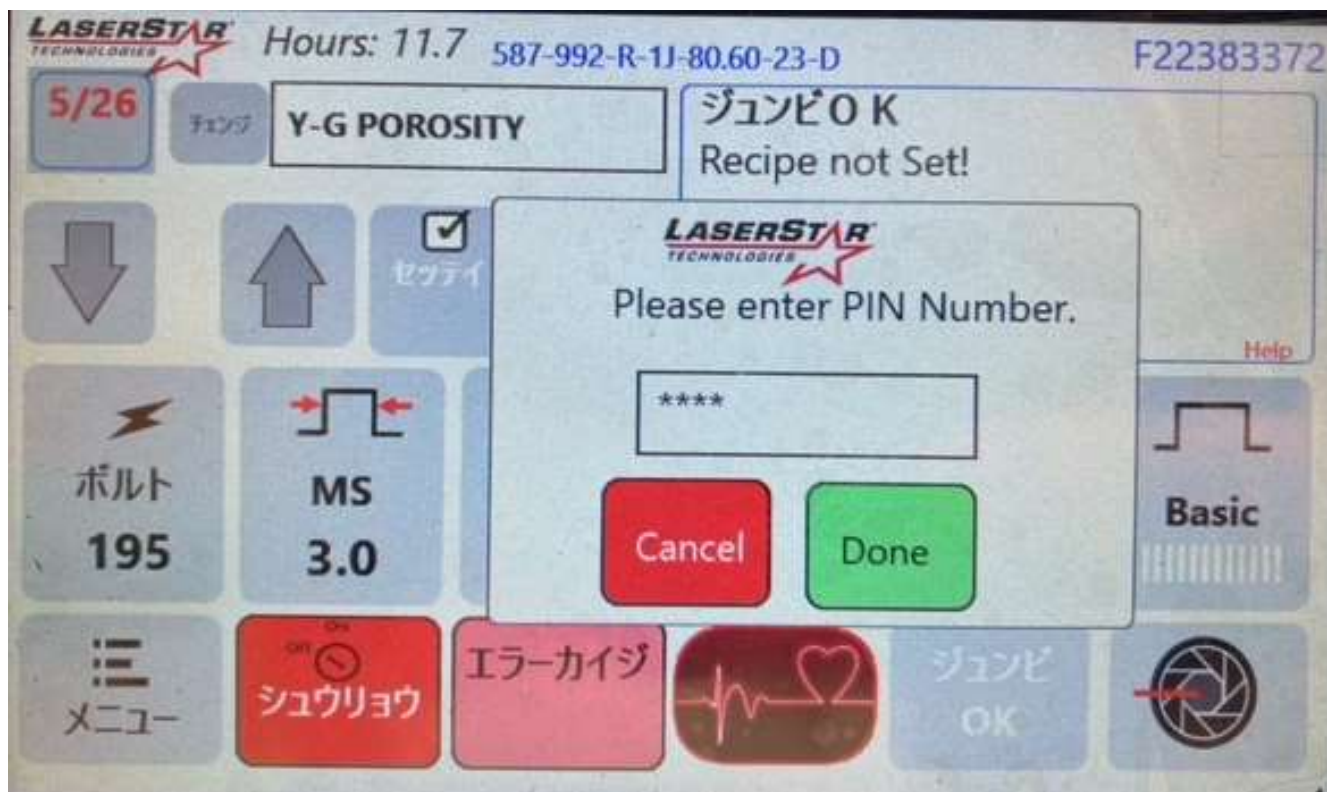 LASERSTAR
TECHNOLOGIES
Hours: 11.7
587-992-R-1J-80.60-23-D
F22383372
5/26
チェンジ
Y-G POROSITY
ジュンビOK
Recipe not Set!
セッテイ
Help
LASERSTAR
TECHNOLOGIES
Please enter PIN Number.
****
Cancel
Done
ボルト
195
MS
3.0
Basic
メニュー
OFF
ON
シュウリョウ
エラーカイジ
ジュンビ
OK